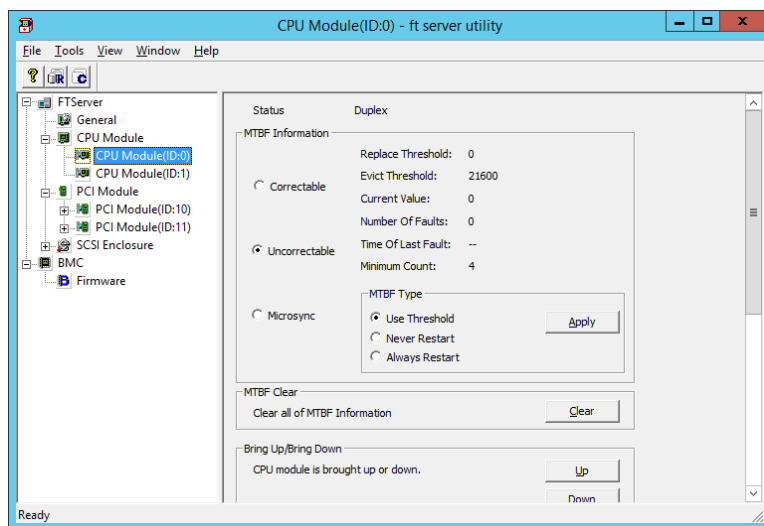 CPU Module(ID:0) - ft server utility
File Tools View Window Help
FTServer
General
CPU Module
CPU Module(ID:0)
CPU Module(ID:1)
PCI Module
PCI Module(ID:10)
PCI Module(ID:11)
SCSI Enclosure
BMC
Firmware
Status Duplex
MTBF Information
Correctable
Uncorrectable
Microsync
Replace Threshold: 0
Evict Threshold: 21600
Current Value: 0
Number Of Faults: 0
Time Of Last Fault: --
Minimum Count: 4
MTBF Type
Use Threshold
Never Restart
Always Restart
Apply
MTBF Clear
Clear all of MTBF Information
Clear
Bring Up/Bring Down
CPU module is brought up or down.
Up
Down
Ready